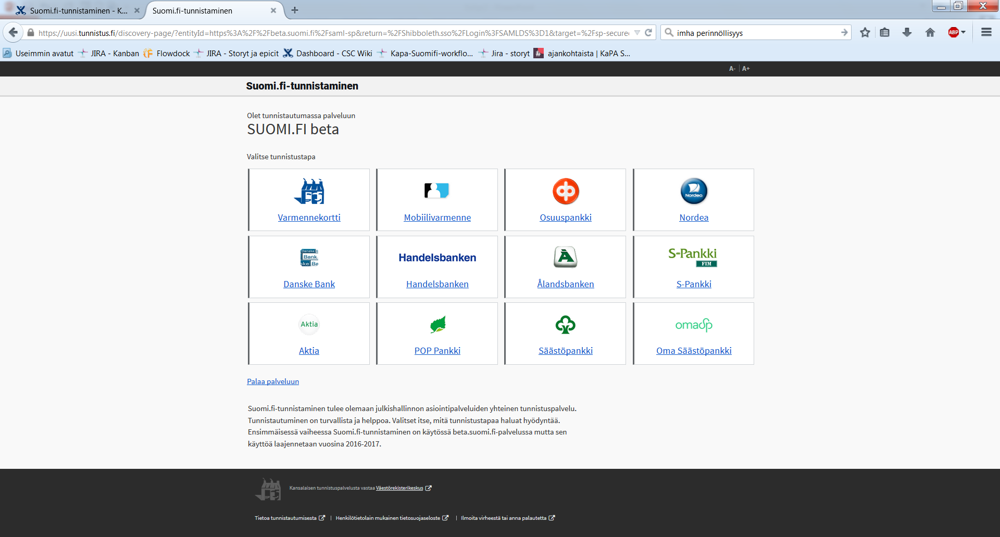 Suomi.fi-tunnistaminen - K...
Suomi.fi-tunnistaminen
https://uusi.tunnistus.fi/discovery-page/?entityId=https%3A%2F%2Fbeta.suomi.fi%2Fsaml-sp&return=%2FShibboleth.sso%2FLogin%3FSAMLDS%3D1&target=%2Fsp-secure
imha perinnöllisyys
ABP
Useimmin avatut
JIRA - Kanban
Flowdock
JIRA - Storyt ja epicit
Dashboard - CSC Wiki
Kapa-Suomifi-workflo...
Jira - storyt
ajankohtaista | KaPA S...
A- | A+
Suomi.fi-tunnistaminen
Olet tunnistautumassa palveluun
SUOMI.FI beta
Valitse tunnistustapa
Nordea
Varmennekortti
Mobiilivarmenne
Osuuspankki
Nordea
Danske
Bank
Handelsbanken
S-Pankki
FIM
Danske Bank
Handelsbanken
Ålandsbanken
S-Pankki
Aktia
omasp
Aktia
POP Pankki
Säästöpankki
Oma Säästöpankki
Palaa palveluun
Suomi.fi-tunnistaminen tulee olemaan julkishallinnon asiointipalveluiden yhteinen tunnistuspalvelu.
Tunnistautuminen on turvallista ja helppoa. Valitset itse, mitä tunnistustapaa haluat hyödyntää.
Ensimmäisessä vaiheessa Suomi.fi-tunnistaminen on käytössä beta.suomi.fi-palvelussa mutta sen
käyttöä laajennetaan vuosina 2016-2017.
Kansalaisen tunnistuspalvelusta vastaa Väestörekisterikeskus
Tietoa tunnistautumisesta | Henkilötietolain mukainen tietosuojaseloste | Ilmoita virheestä tai anna palautetta